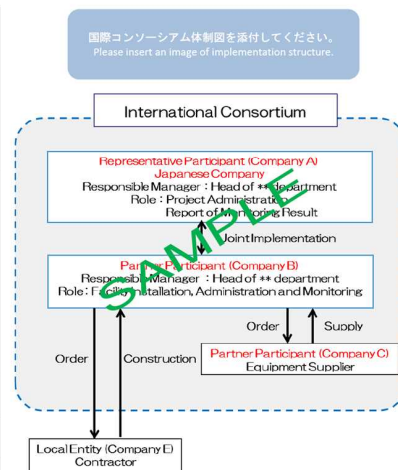 国際コンソーシアム体制図を添付してください。
Please insert an image of implementation structure.
International Consortium
Representative Participant (Company A)
Japanese Company
Responsible Manager : Head of ** department
Role : Project Administration
Report of Monitoring Result
SAMPLE
Joint Implementation
Partner Participant (Company B)
Responsible Manager : Head of ** department
Role : Facility Installation, Administration and Monitoring
Order
Supply
Order
Construction
Partner Participant (Company C)
Equipment Supplier
Local Entity (Company E)
Contractor